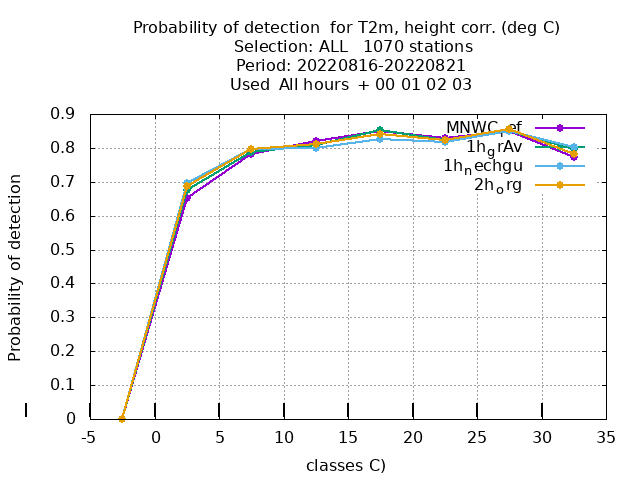 Probability of detection for T2m, height corr. (deg C)
Selection: ALL 1070 stations
Period: 20220816-20220821
Used All hours + 00 01 02 03
Probability of detection
0.9
0.8
0.7
0.6
0.5
0.4
0.3
0.2
0.1
0
MNWC_ref
1h_grAv
1h_nechgu
2h_org
-5
0
5
10
15
20
25
30
35
classes C)